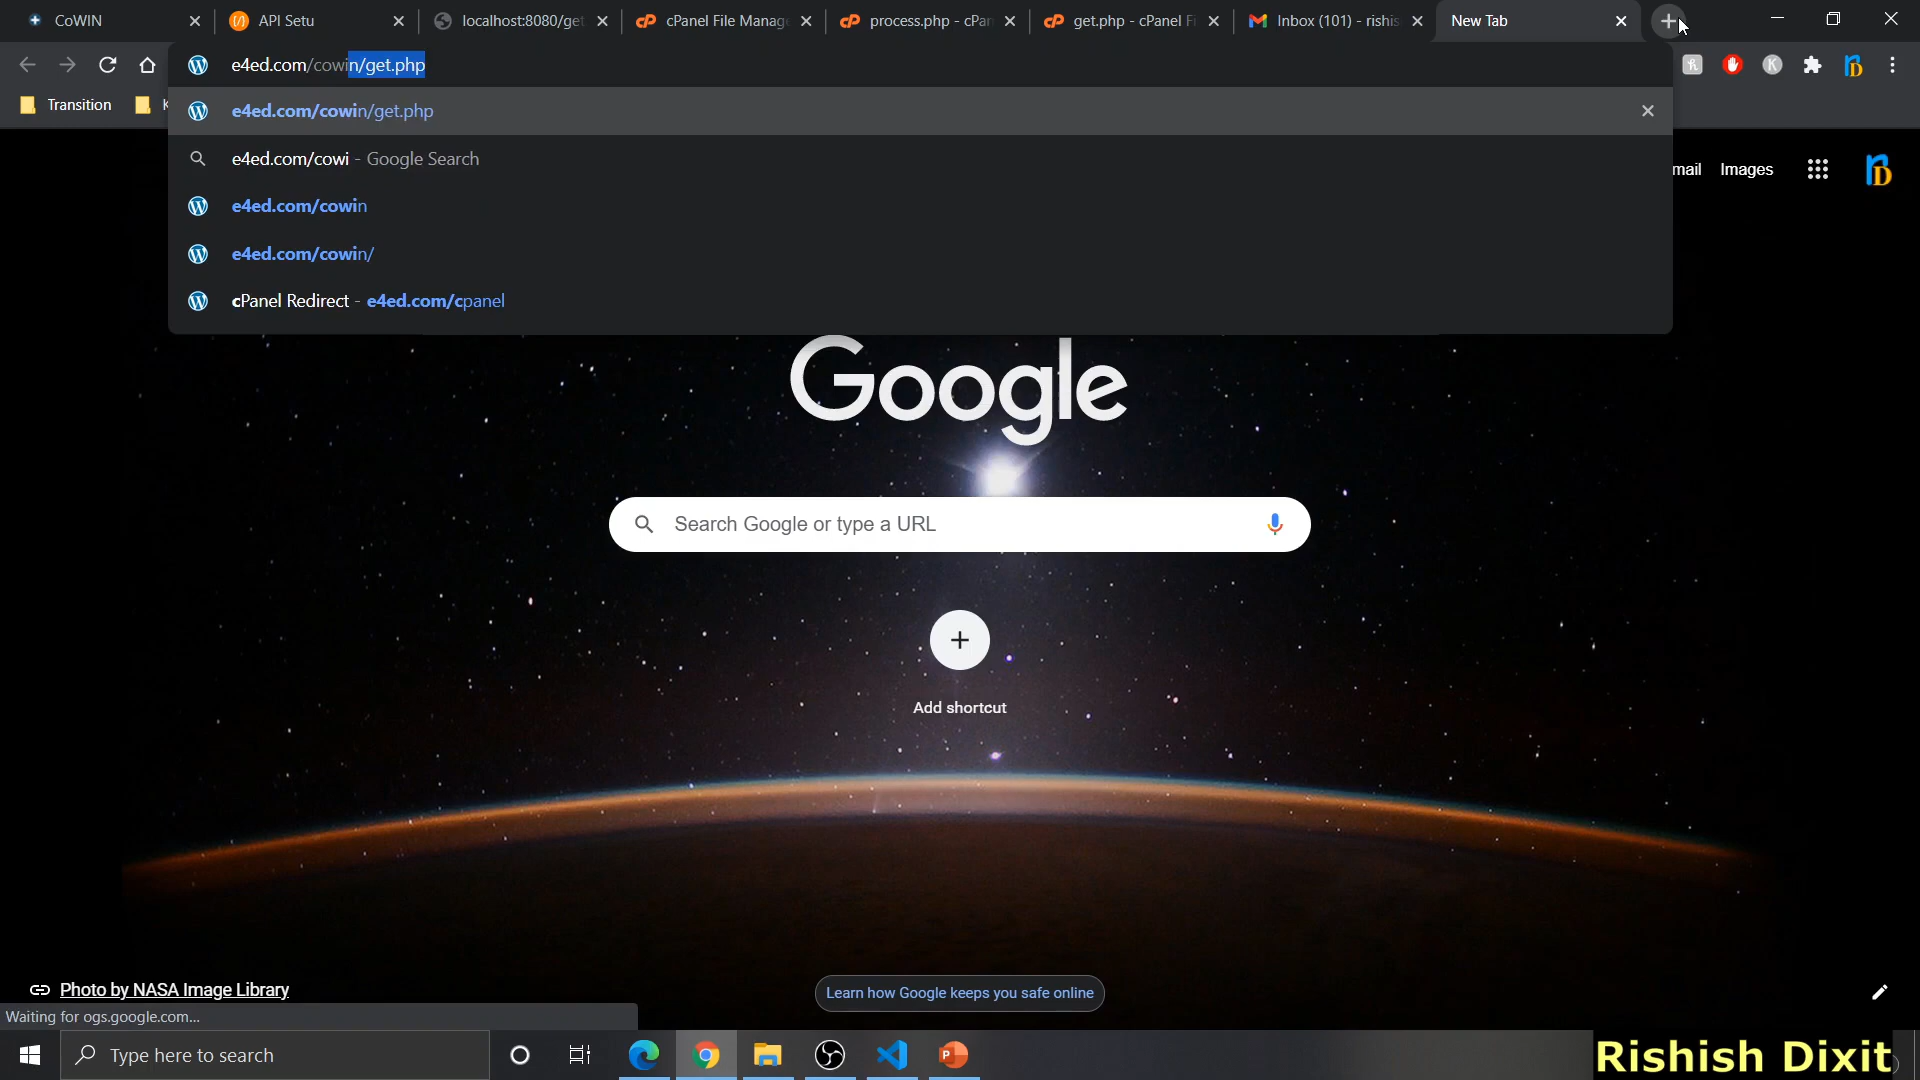 CoWIN
API Setu
localhost:8080/get
cPanel File Manage
process.php - cPan
get.php - cPanel Fi
Inbox (101) - rishis
New Tab
e4ed.com/cowin/get.php
Transition
e4ed.com/cowin/get.php
e4ed.com/cowi - Google Search
mail Images
e4ed.com/cowin
e4ed.com/cowin/
cPanel Redirect - e4ed.com/cpanel
Google
Search Google or type a URL
Add shortcut
Photo by NASA Image Library
Learn how Google keeps you safe online
Waiting for ogs.google.com...
Type here to search
Rishish Dixit